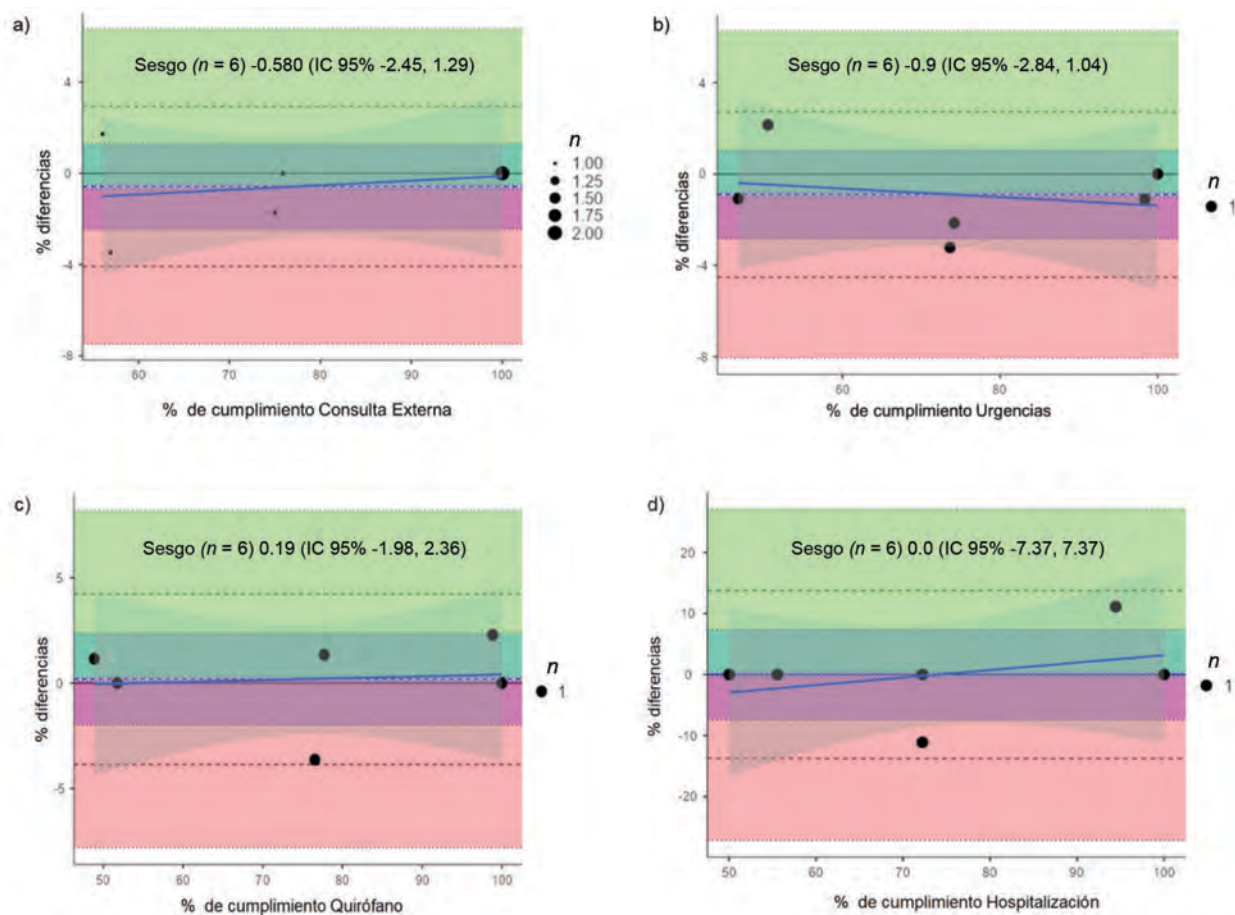 a)
Sesgo (n = 6) -0.580 (IC 95% -2.45, 1.29)
4
0
-4
-8
% diferencias
60 70 80 90 100
% de cumplimiento Consulta Externa
n
1.00
1.25
1.50
1.75
2.00
b)
Sesgo (n = 6) -0.9 (IC 95% -2.84, 1.04)
4
0
-4
-8
% diferencias
60 80 100
% de cumplimiento Urgencias
n
1
c)
Sesgo (n = 6) 0.19 (IC 95% -1.98, 2.36)
5
0
-5
% diferencias
50 60 70 80 90 100
% de cumplimiento Quirófano
n
1
d)
Sesgo (n = 6) 0.0 (IC 95% -7.37, 7.37)
20
10
0
-10
-20
% diferencias
50 60 70 80 90 100
% de cumplimiento Hospitalización
n
1